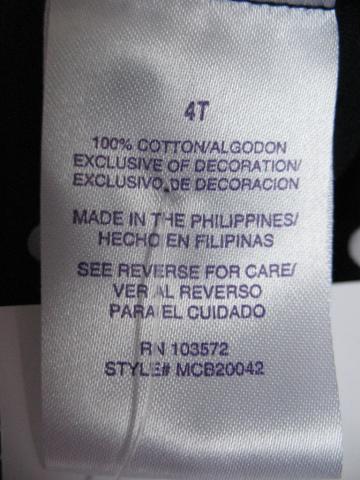 4T
100% COTTON/ALGODON
EXCLUSIVE OF DECORATION/
EXCLUSIVO DE DECORACION
MADE IN THE PHILIPPINES/
HECHO EN FILIPINAS
SEE REVERSE FOR CARE/
VER AL REVERSO
PARA EL CUIDADO
RN 103572
STYLE# MCB20042